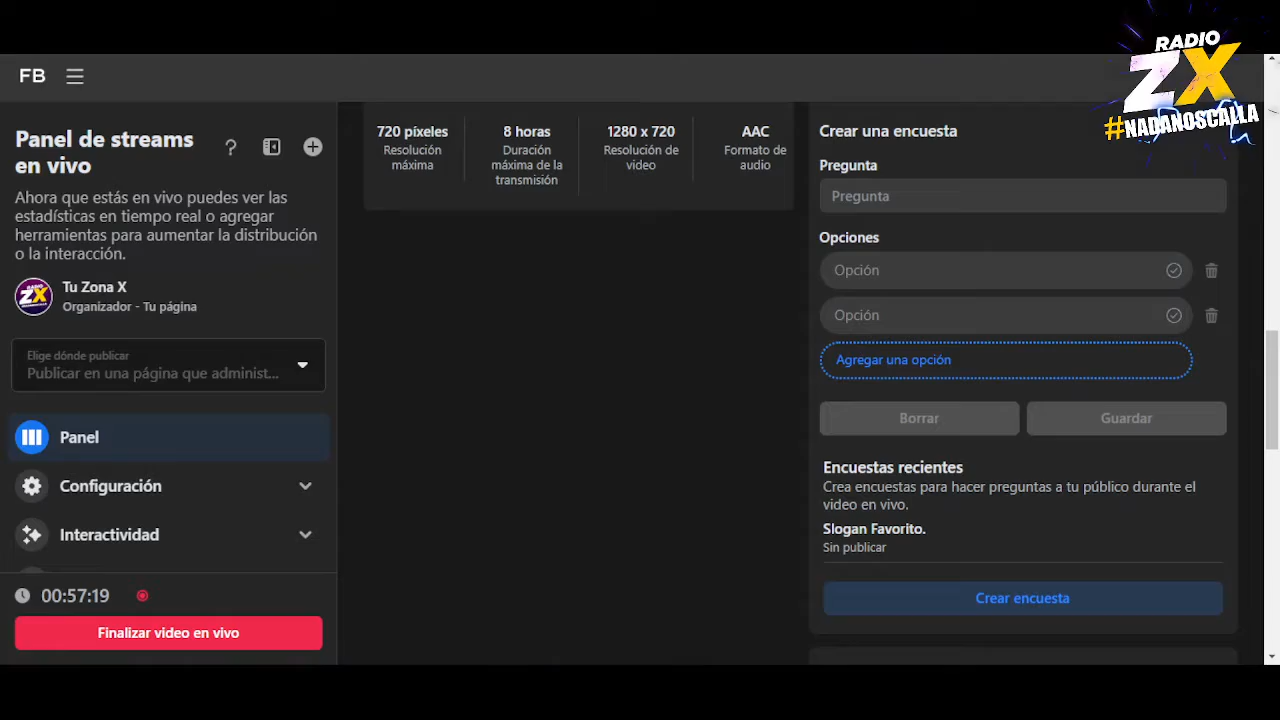 RADIO
ZX
#NADANOSCALLA
FB
Panel de streams
en vivo
Ahora que estás en vivo puedes ver las
estadísticas en tiempo real o agregar
herramientas para aumentar la distribución
o la interacción.
RADIO
ZX
Tu Zona X
Organizador - Tu página
Elige dónde publicar
Publicar en una página que administ...
Panel
Configuración
Interactividad
00:57:19
Finalizar video en vivo
720 píxeles
Resolución
máxima
8 horas
Duración
máxima de la
transmisión
1280 x 720
Resolución de
video
AAC
Formato de
audio
Crear una encuesta
Pregunta
Pregunta
Opciones
Opción
Opción
Agregar una opción
Borrar
Guardar
Encuestas recientes
Crea encuestas para hacer preguntas a tu público durante el
video en vivo.
Slogan Favorito.
Sin publicar
Crear encuesta